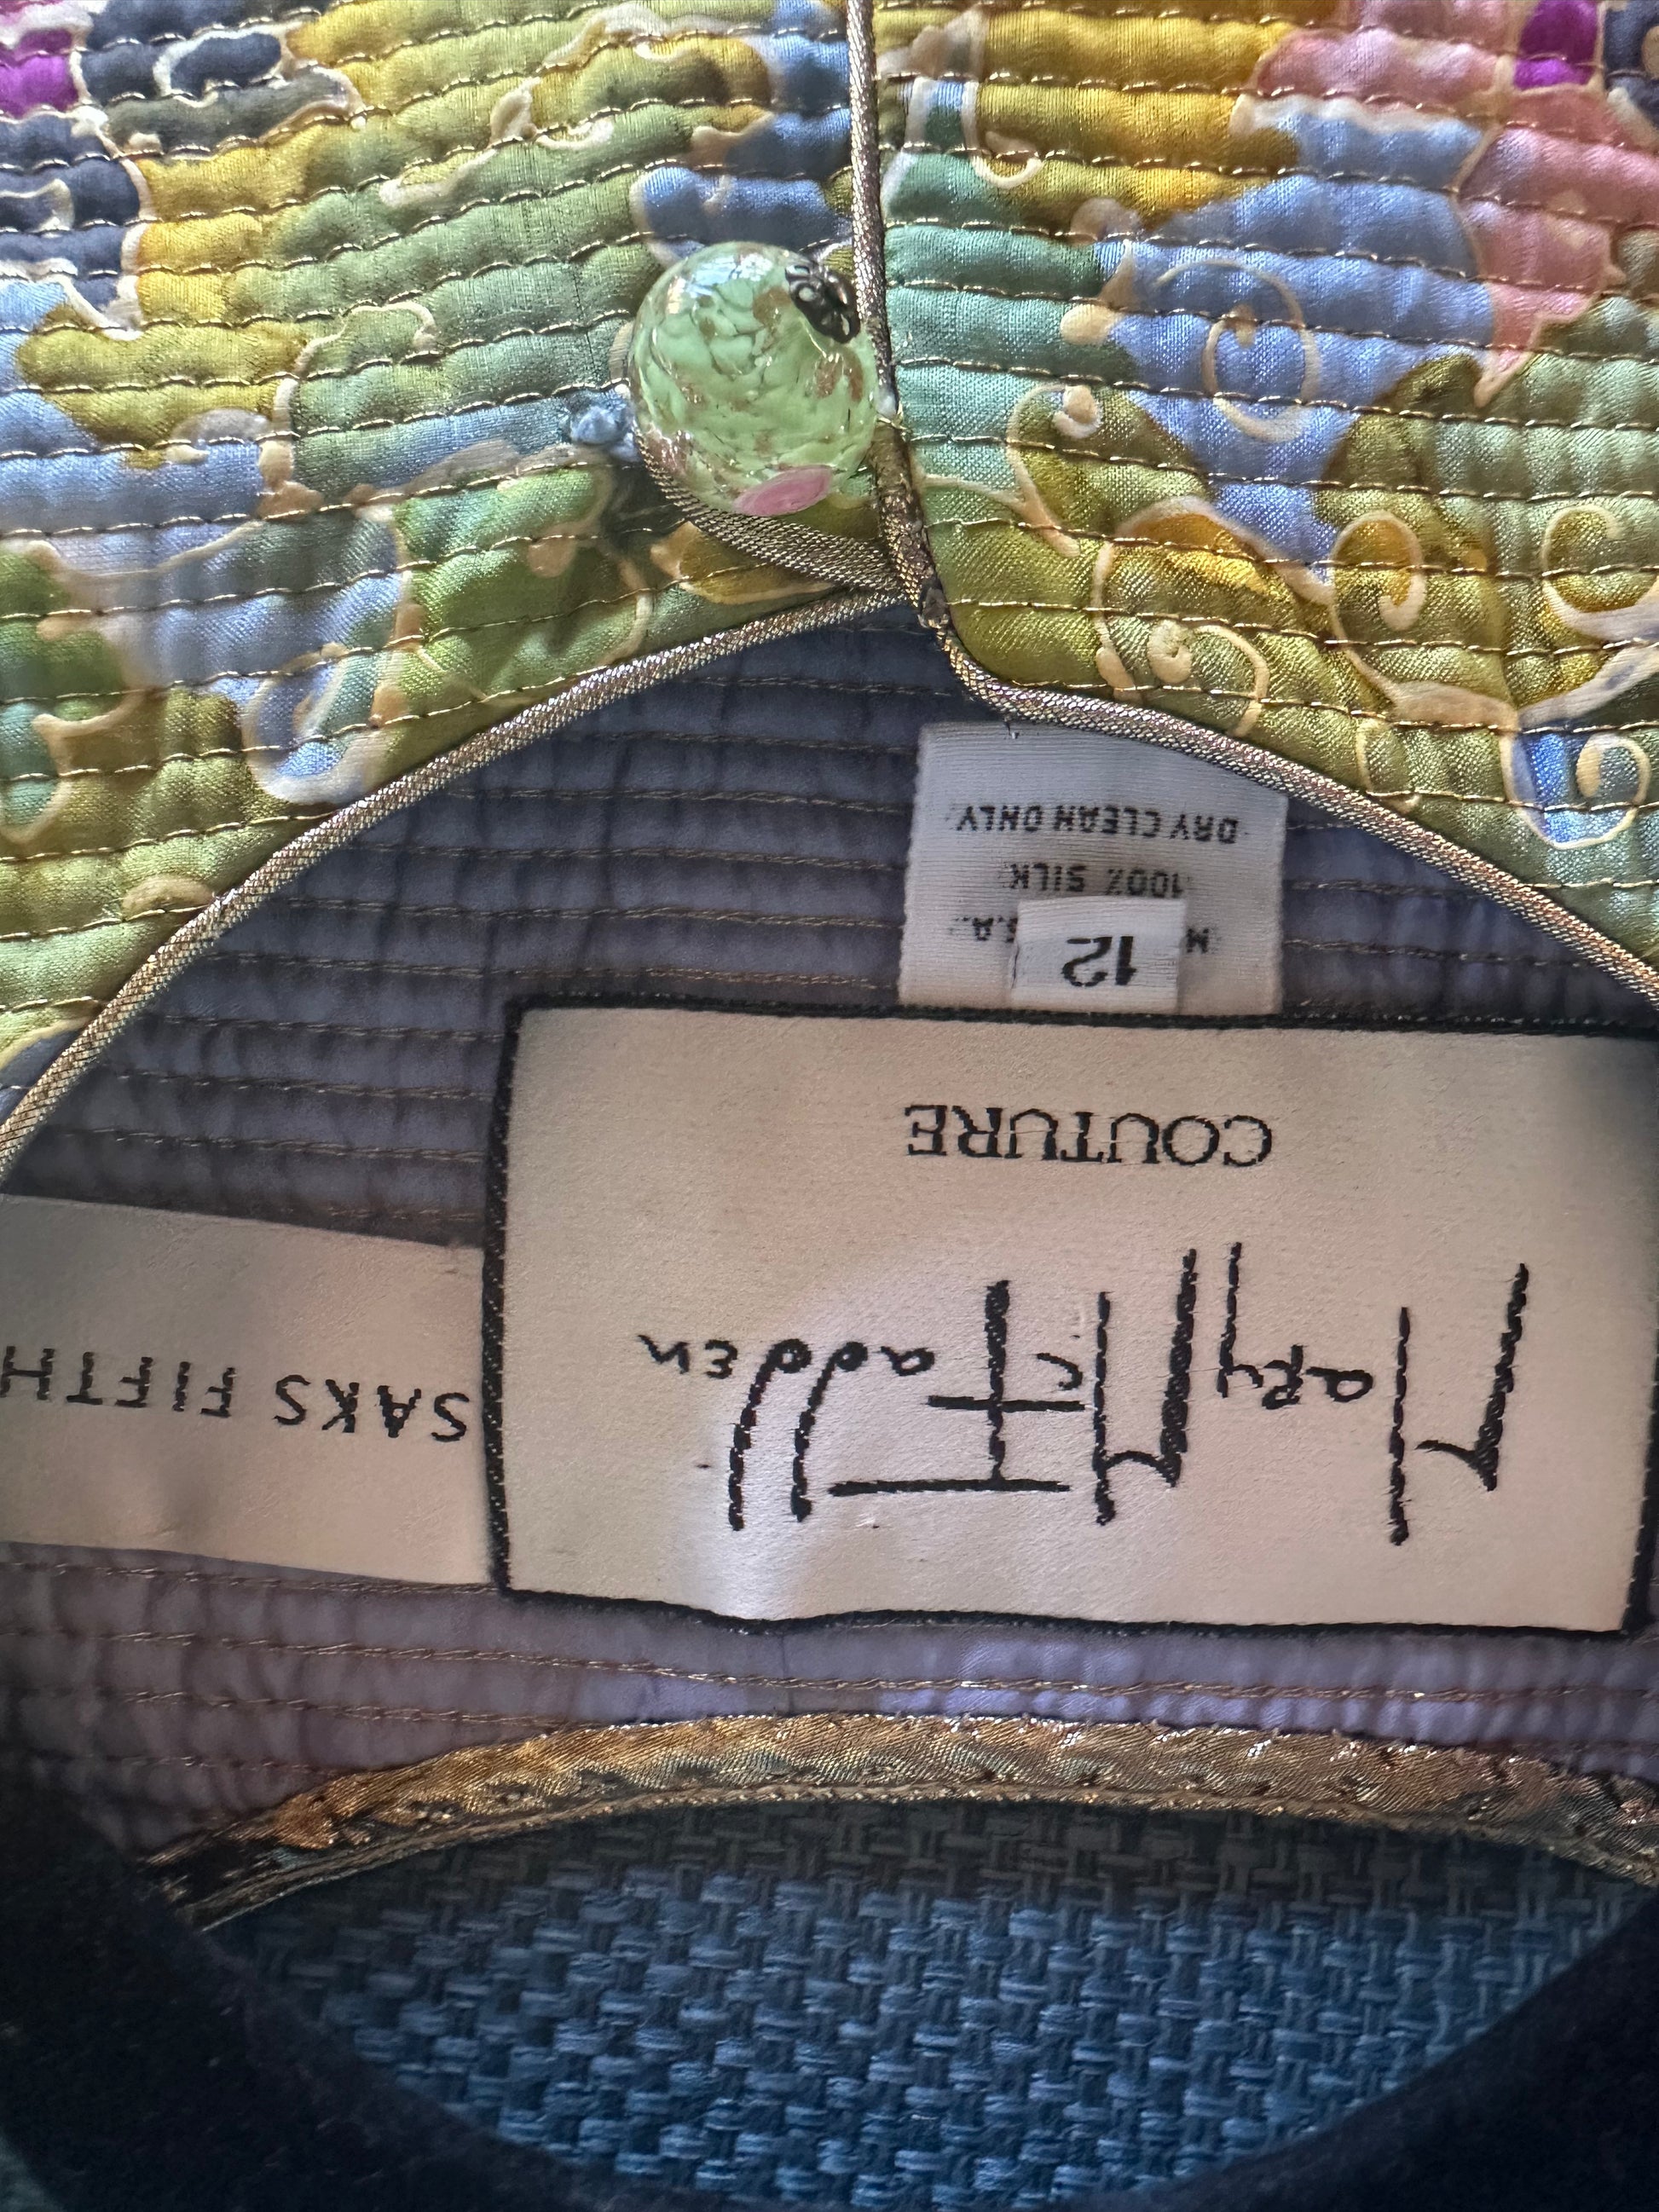 Mary McFadden
COUTURE
SAKS FIFTH
12
100% SILK
DRY CLEAN ONLY